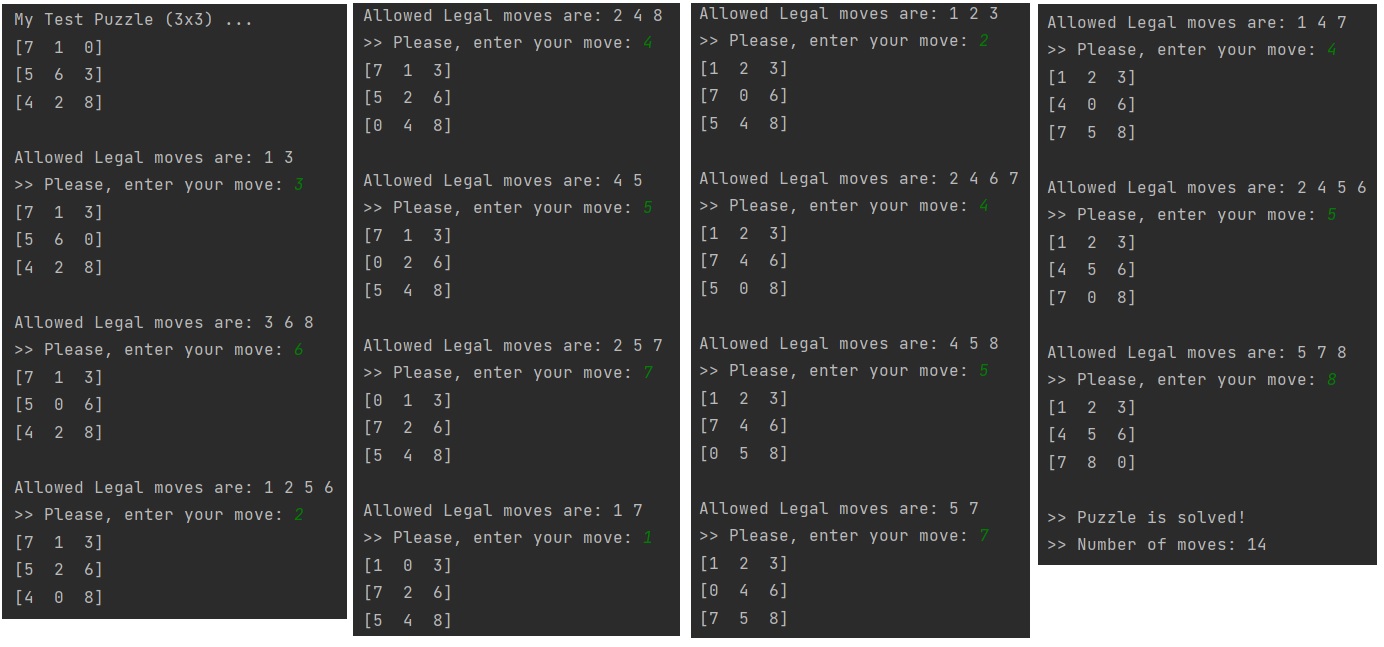 My Test Puzzle (3x3) ...
[7  1  0]
[5  6  3]
[4  2  8]
Allowed Legal moves are: 1 3
>> Please, enter your move: 3
[7  1  3]
[5  6  0]
[4  2  8]
Allowed Legal moves are: 3 6 8
>> Please, enter your move: 6
[7  1  3]
[5  0  6]
[4  2  8]
Allowed Legal moves are: 1 2 5 6
>> Please, enter your move: 2
[7  1  3]
[5  2  6]
[4  0  8]
Allowed Legal moves are: 2 4 8
>> Please, enter your move: 4
[7  1  3]
[5  2  6]
[0  4  8]
Allowed Legal moves are: 4 5
>> Please, enter your move: 5
[7  1  3]
[0  2  6]
[5  4  8]
Allowed Legal moves are: 2 5 7
>> Please, enter your move: 7
[0  1  3]
[7  2  6]
[5  4  8]
Allowed Legal moves are: 1 7
>> Please, enter your move: 1
[1  0  3]
[7  2  6]
[5  4  8]
Allowed Legal moves are: 1 2 3
>> Please, enter your move: 2
[1  2  3]
[7  0  6]
[5  4  8]
Allowed Legal moves are: 2 4 6 7
>> Please, enter your move: 4
[1  2  3]
[7  4  6]
[5  0  8]
Allowed Legal moves are: 4 5 8
>> Please, enter your move: 5
[1  2  3]
[7  4  6]
[0  5  8]
Allowed Legal moves are: 5 7
>> Please, enter your move: 7
[1  2  3]
[0  4  6]
[7  5  8]
Allowed Legal moves are: 1 4 7
>> Please, enter your move: 4
[1  2  3]
[4  0  6]
[7  5  8]
Allowed Legal moves are: 2 4 5 6
>> Please, enter your move: 5
[1  2  3]
[4  5  6]
[7  0  8]
Allowed Legal moves are: 5 7 8
>> Please, enter your move: 8
[1  2  3]
[4  5  6]
[7  8  0]
>> Puzzle is solved!
>> Number of moves: 14